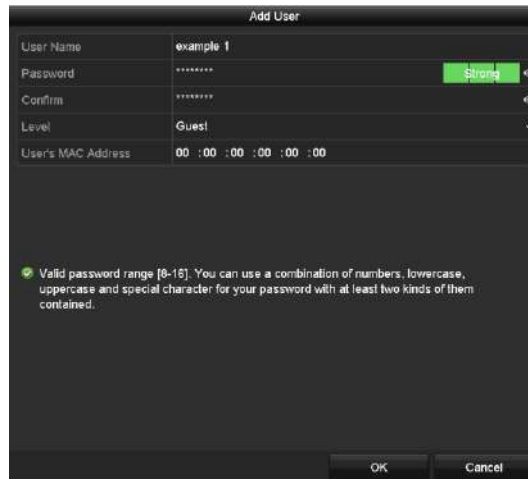 Add User
User Name example 1
Password ******** Strong
Confirm ********
Level Guest
User's MAC Address 00 :00 :00 :00 :00 :00
Valid password range [8-16]. You can use a combination of numbers, lowercase,
uppercase and special character for your password with at least two kinds of them
contained.
OK Cancel